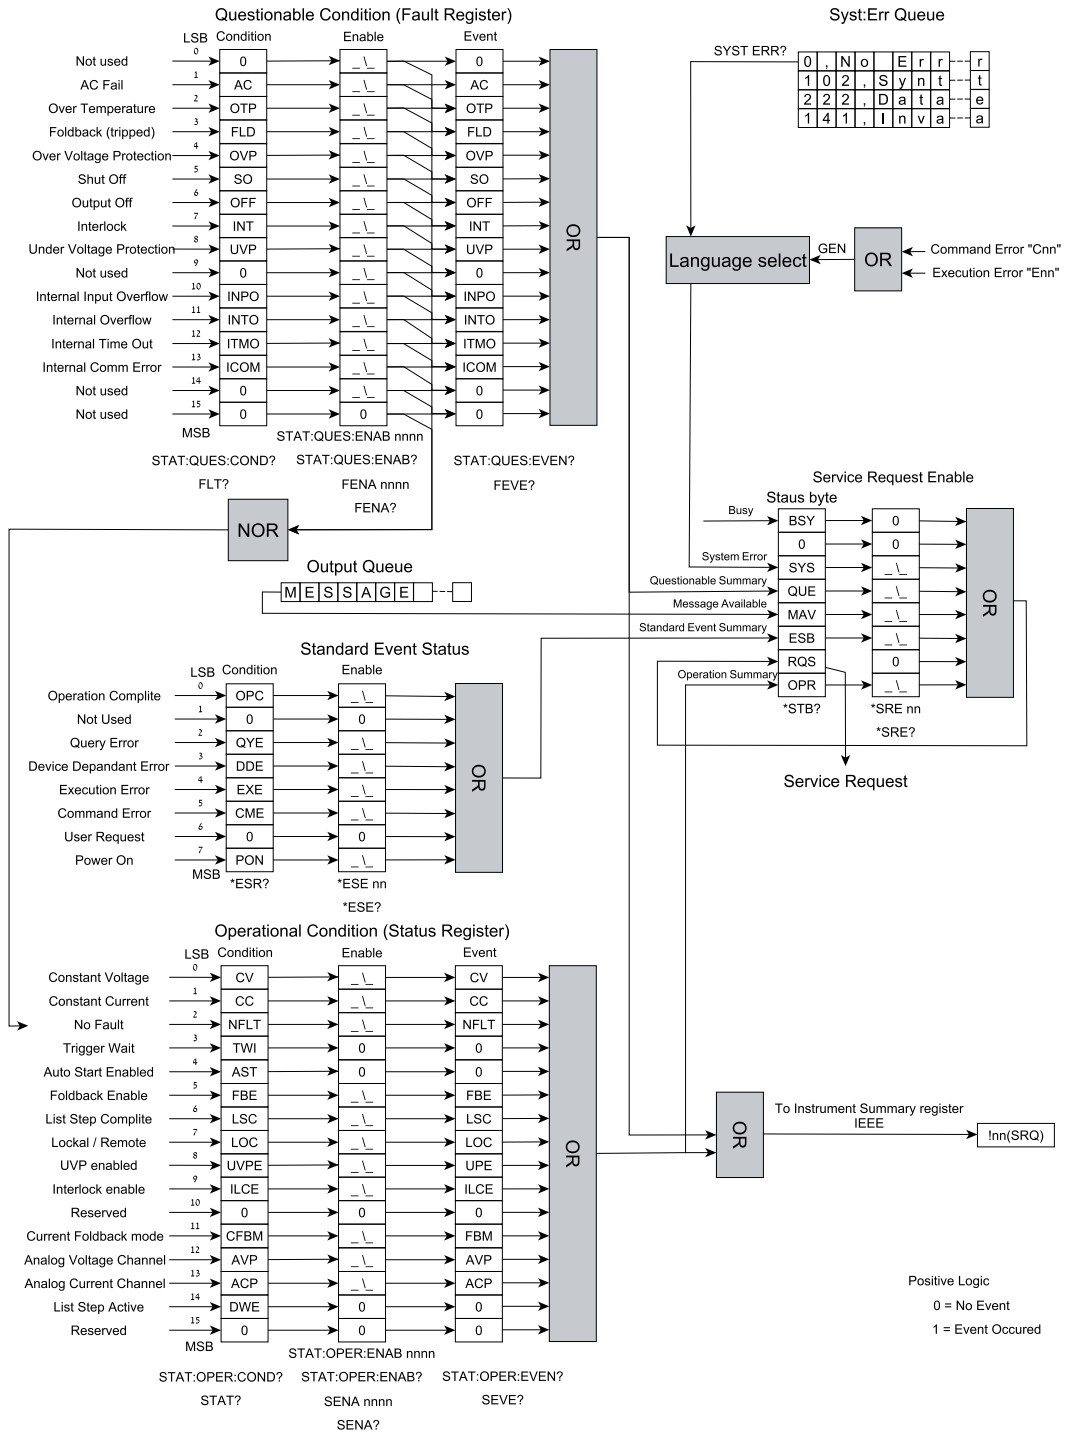 Questionable Condition (Fault Register)
LSB Condition Enable Event
Not used 0 0 _\_ 0
AC Fail 1 AC _\_ AC
Over Temperature 2 OTP _\_ OTP
Foldback (tripped) 3 FLD _\_ FLD
Over Voltage Protection 4 OVP _\_ OVP
Shut Off 5 SO _\_ SO
Output Off 6 OFF _\_ OFF
Interlock 7 INT _\_ INT
Under Voltage Protection 8 UVP _\_ UVP
Not used 9 0 _\_ 0
Internal Input Overflow 10 INPO _\_ INPO
Internal Overflow 11 INTO _\_ INTO
Internal Time Out 12 ITMO _\_ ITMO
Internal Comm Error 13 ICOM _\_ ICOM
Not used 14 0 _\_ 0
Not used 15 0 0 0
MSB
OR
STAT:QUES:ENAB nnnn
STAT:QUES:COND? STAT:QUES:ENAB? STAT:QUES:EVEN?
FLT? FENA nnnn FEVE?
FENA?
NOR
Syst:Err Queue
SYST ERR?
0,No Err---r
102,Synt---t
222,Data---e
141,Inva---a
Language select
GEN
OR
Command Error "Cnn"
Execution Error "Enn"
Output Queue
MESSAGE ---
Service Request Enable
Staus byte
Busy BSY 0
0 0
System Error SYS _\_
Questionable Summary QUE _\_
Message Available MAV _\_
Standard Event Summary ESB _\_
RQS 0
Operation Summary OPR _\_
OR
*STB? *SRE nn
*SRE?
Service Request
Standard Event Status
LSB Condition Enable
Operation Complite 0 OPC _\_
Not Used 1 0 0
Query Error 2 QYE _\_
Device Depandant Error 3 DDE _\_
Execution Error 4 EXE _\_
Command Error 5 CME _\_
User Request 6 0 0
Power On 7 PON _\_
MSB
OR
*ESR? *ESE nn
*ESE?
Operational Condition (Status Register)
LSB Condition Enable Event
Constant Voltage 0 CV _\_ CV
Constant Current 1 CC _\_ CC
No Fault 2 NFLT _\_ NFLT
Trigger Wait 3 TWI 0 0
Auto Start Enabled 4 AST 0 0
Foldback Enable 5 FBE _\_ FBE
List Step Complite 6 LSC _\_ LSC
Lockal / Remote 7 LOC _\_ LOC
UVP enabled 8 UVPE _\_ UPE
Interlock enable 9 ILCE _\_ ILCE
Reserved 10 0 0 0
Current Foldback mode 11 CFBM _\_ FBM
Analog Voltage Channel 12 AVP _\_ AVP
Analog Current Channel 13 ACP _\_ ACP
List Step Active 14 DWE 0 0
Reserved 15 0 0 0
MSB
OR
STAT:OPER:ENAB nnnn
STAT:OPER:COND? STAT:OPER:ENAB? STAT:OPER:EVEN?
STAT? SENA nnnn SEVE?
SENA?
OR
To Instrument Summary register
IEEE
!nn(SRQ)
Positive Logic
0 = No Event
1 = Event Occured